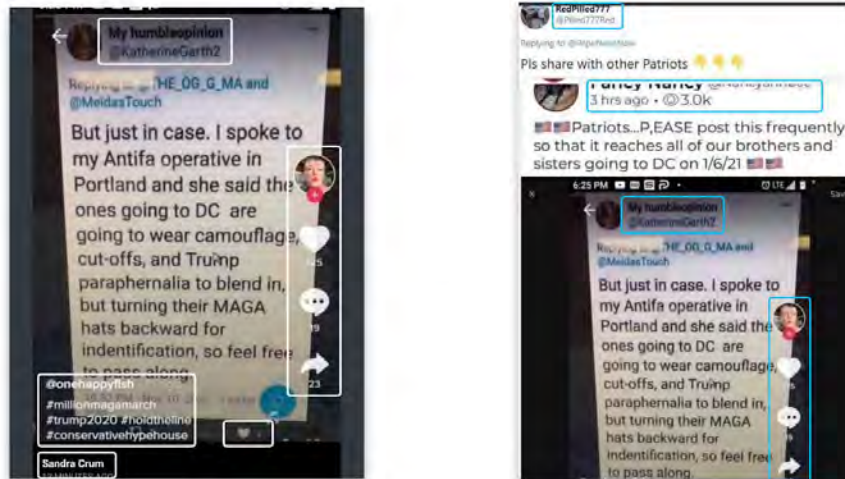 My humbleopinion
@KatherineGarth2
Replying to @THE_OG_G_MA and
@MeidasTouch
But just in case. I spoke to
my Antifa operative in
Portland and she said the
ones going to DC are
going to wear camouflage,
cut-offs, and Trump
paraphernalia to blend in,
but turning their MAGA
hats backward for
indentification, so feel free
to pass along.
19
23
@onehappyfish
#millionmagamarch
#trump2020 #holdtheline
#conservativehypehouse
Sandra Crum
RedPilled777
Replying to
Pls share with other Patriots 👇👇👇
3 hrs ago • 3.0k
🇺🇸🇺🇸Patriots...P,EASE post this frequently
so that it reaches all of our brothers and
sisters going to DC on 1/6/21 🇺🇸🇺🇸
6:25 PM
LTE
Save
My humbleopinion
@KatherineGarth2
THE_OG_G_MA and
@MeidasTouch
But just in case. I spoke to
my Antifa operative in
Portland and she said the
ones going to DC are
going to wear camouflage,
cut-offs, and Trump
paraphernalia to blend in,
but turning their MAGA
hats backward for
indentification, so feel free
to pass along.